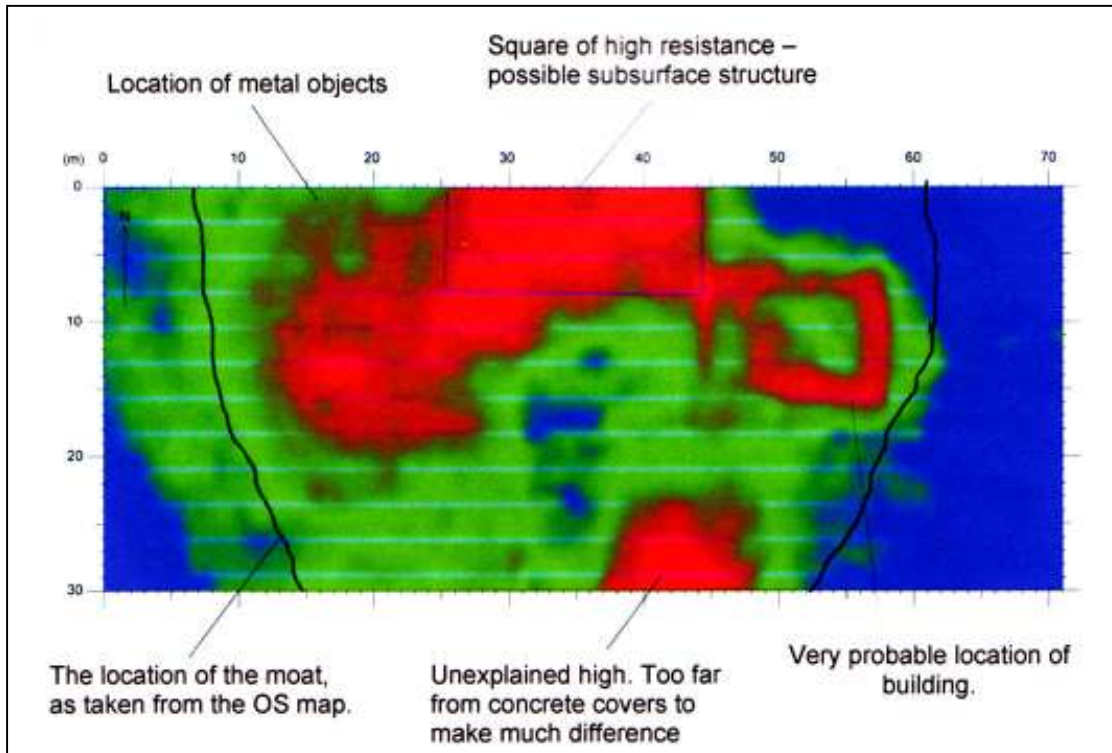 Square of high resistance –
possible subsurface structure
Location of metal objects
(m) 0 10 20 30 40 50 60 70
0
N
10
20
30
The location of the moat,
as taken from the OS map.
Unexplained high. Too far
from concrete covers to
make much difference
Very probable location of
building.